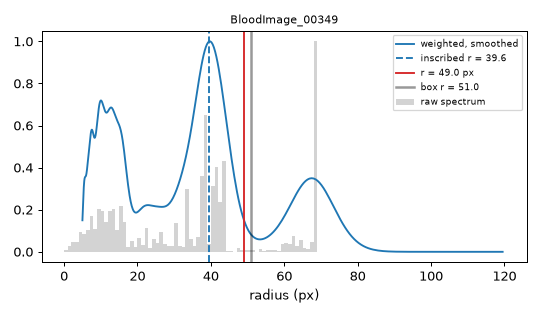 BloodImage_00349
1.0
0.8
0.6
0.4
0.2
0.0
weighted, smoothed
inscribed r = 39.6
r = 49.0 px
box r = 51.0
raw spectrum
0 20 40 60 80 100 120
radius (px)